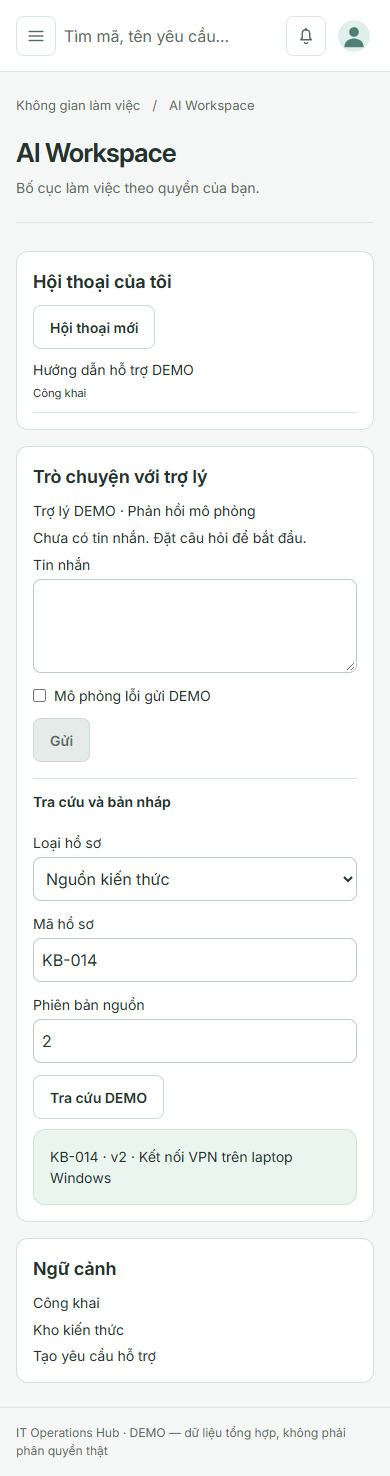 Tìm mã, tên yêu cầu...
Không gian làm việc / AI Workspace
AI Workspace
Bố cục làm việc theo quyền của bạn.
Hội thoại của tôi
Hội thoại mới
Hướng dẫn hỗ trợ DEMO
Công khai
Trò chuyện với trợ lý
Trợ lý DEMO · Phản hồi mô phỏng
Chưa có tin nhắn. Đặt câu hỏi để bắt đầu.
Tin nhắn
Mô phỏng lỗi gửi DEMO
Gửi
Tra cứu và bản nháp
Loại hồ sơ
Nguồn kiến thức
Mã hồ sơ
KB-014
Phiên bản nguồn
2
Tra cứu DEMO
KB-014 · v2 · Kết nối VPN trên laptop
Windows
Ngữ cảnh
Công khai
Kho kiến thức
Tạo yêu cầu hỗ trợ
IT Operations Hub · DEMO — dữ liệu tổng hợp, không phải
phân quyền thật